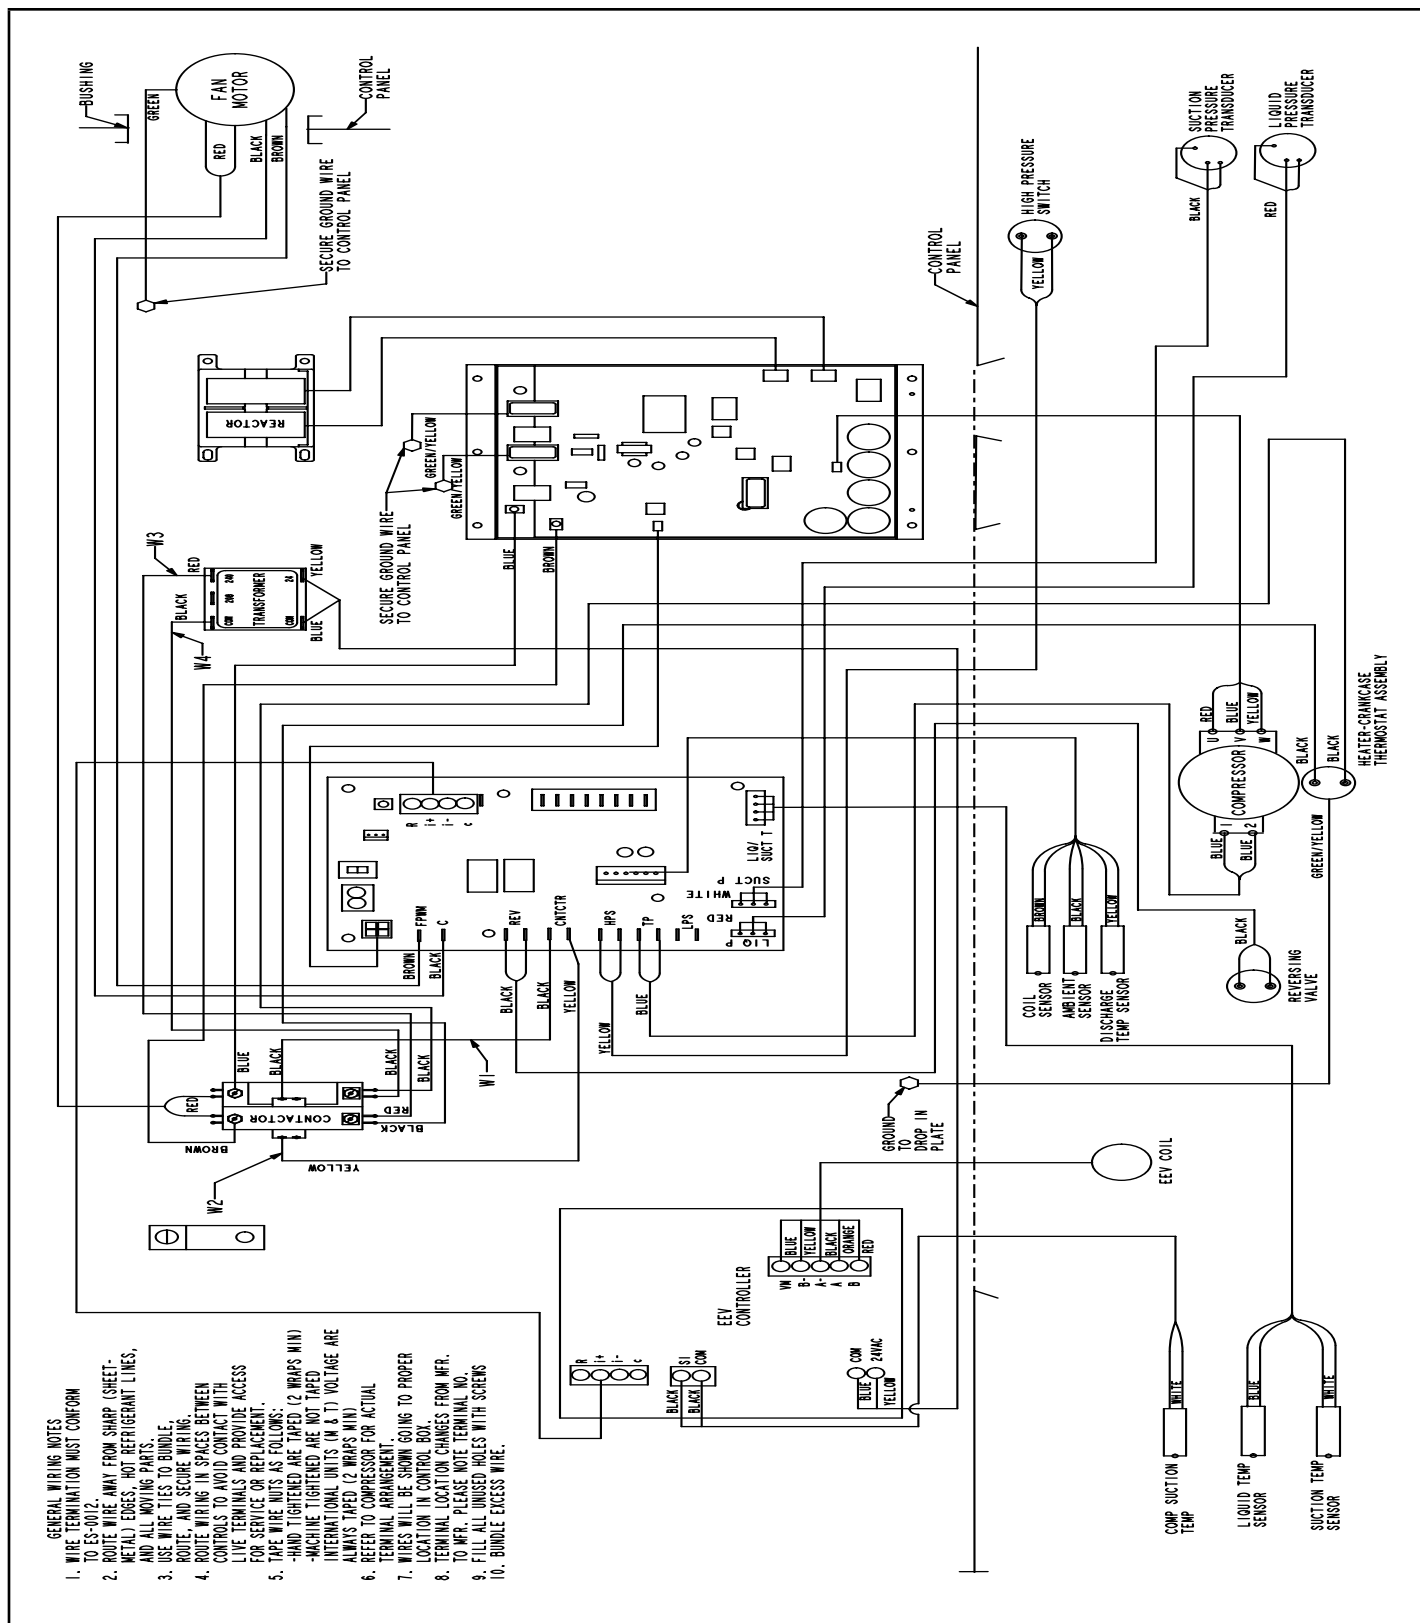 GENERAL WIRING NOTES
1. WIRE TERMINATION MUST CONFORM
TO ES-0012.
2. ROUTE WIRE AWAY FROM SHARP (SHEET-
METAL) EDGES, HOT REFRIGERANT LINES,
AND ALL MOVING PARTS.
3. USE WIRE TIES TO BUNDLE,
ROUTE, AND SECURE WIRING.
4. ROUTE WIRING IN SPACES BETWEEN
CONTROLS TO AVOID CONTACT WITH
LIVE TERMINALS AND PROVIDE ACCESS
FOR SERVICE OR REPLACEMENT.
5. TAPE WIRE NUTS AS FOLLOWS:
-HAND TIGHTENED ARE TAPED (2 WRAPS MIN)
-MACHINE TIGHTENED ARE NOT TAPED
INTERNATIONAL UNITS (M & T) VOLTAGE ARE
ALWAYS TAPED (2 WRAPS MIN)
6. REFER TO COMPRESSOR FOR ACTUAL
TERMINAL ARRANGEMENT.
7. WIRES WILL BE SHOWN GOING TO PROPER
LOCATION IN CONTROL BOX.
8. TERMINAL LOCATION CHANGES FROM MFR.
TO MFR. PLEASE NOTE TERMINAL NO.
9. FILL ALL UNUSED HOLES WITH SCREWS
10. BUNDLE EXCESS WIRE.
BUSHING
GREEN
FAN
MOTOR
RED
BLACK
BROWN
CONTROL
PANEL
SECURE GROUND WIRE
TO CONTROL PANEL
REACTOR
GREEN/YELLOW
GREEN/YELLOW
SECURE GROUND WIRE
TO CONTROL PANEL
BLUE
BROWN
W3
RED
BLACK
W4
240
208
COM
TRANSFORMER
24
COM
YELLOW
BLUE
R
i+
i-
C
FPWM
C
REV
CNTCTR
HPS
TP
LPS
LIQ P
RED
WHITE
SUCT P
LIQ/
SUCT T
BROWN
BLACK
BLACK
BLACK
YELLOW
YELLOW
BLUE
BLUE
BLACK
BLACK
BLACK
W1
RED
CONTACTOR
RED
BLACK
BROWN
YELLOW
W2
CONTROL
PANEL
HIGH PRESSURE
SWITCH
YELLOW
SUCTION
PRESSURE
TRANSDUCER
BLACK
LIQUID
PRESSURE
TRANSDUCER
RED
RED
BLUE
YELLOW
U
V
W
COMPRESSOR
1
2
BLUE
BLUE
BLACK
BLACK
HEATER-CRANKCASE
THERMOSTAT ASSEMBLY
GREEN/YELLOW
BROWN
BLACK
YELLOW
COIL
SENSOR
AMBIENT
SENSOR
DISCHARGE
TEMP SENSOR
BLACK
REVERSING
VALVE
GROUND
TO
DROP IN
PLATE
EEV COIL
EEV
CONTROLLER
BLUE
YELLOW
BLACK
ORANGE
RED
VM
B-
A-
A
B
R
i+
i-
C
S1
COM
BLACK
BLACK
COM
24VAC
BLUE
YELLOW
WHITE
COMP SUCTION
TEMP
BLUE
LIQUID TEMP
SENSOR
WHITE
SUCTION TEMP
SENSOR